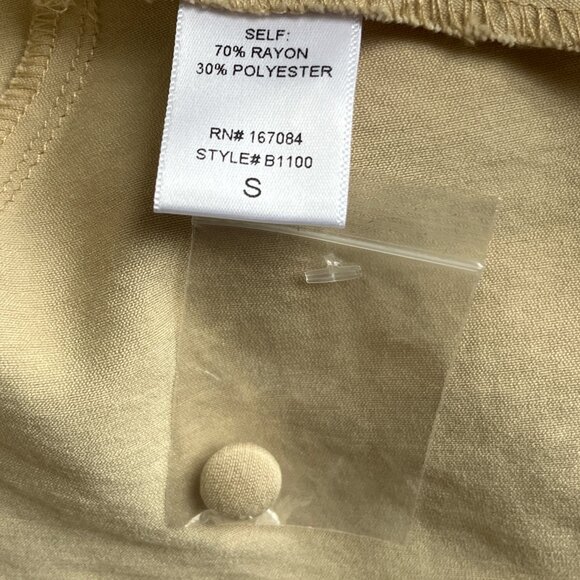 SELF:
70% RAYON
30% POLYESTER
RN# 167084
STYLE# B1100
S